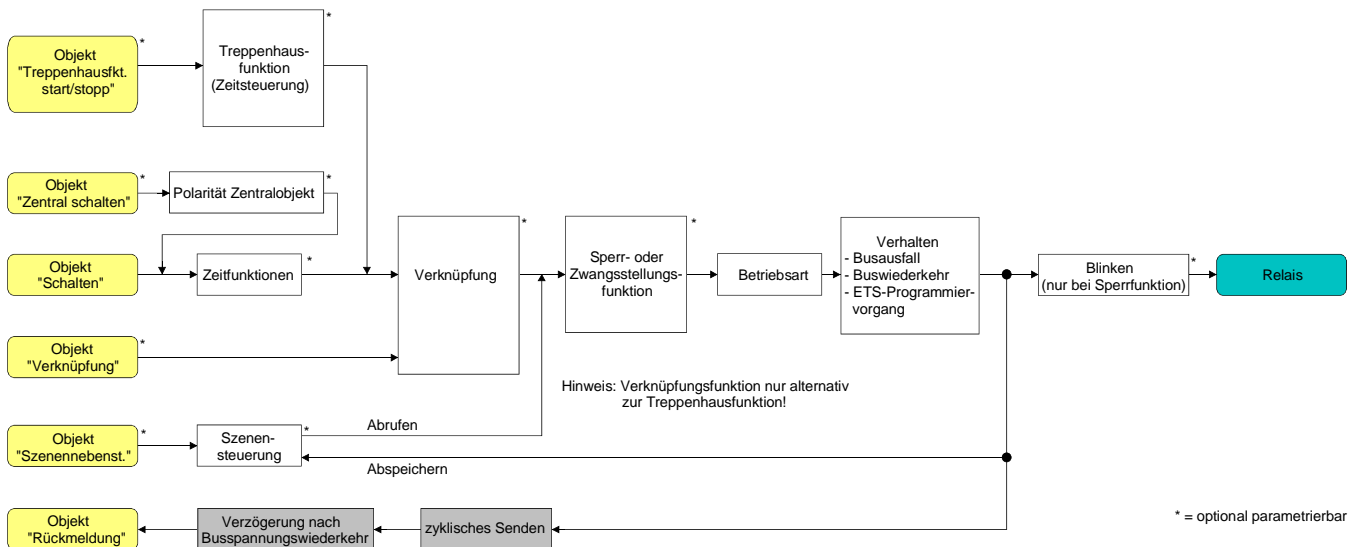 *
Objekt
"Treppenhausfkt.
start/stopp"
*
Treppenhaus-
funktion
(Zeitsteuerung)
*
Objekt
"Zentral schalten"
*
Polarität Zentralobjekt
*
Objekt
"Schalten"
*
Zeitfunktionen
*
Verknüpfung
*
Sperr- oder
Zwangsstellungs-
funktion
*
Betriebsart
Verhalten
- Busausfall
- Buswiederkehr
- ETS-Programmier-
vorgang
Blinken
(nur bei Sperrfunktion)
*
Relais
Objekt
"Verknüpfung"
*
Hinweis: Verknüpfungsfunktion nur alternativ
zur Treppenhausfunktion!
Objekt
"Szenennebenst."
*
Szenen-
steuerung
*
Abrufen
Abspeichern
Objekt
"Rückmeldung"
Verzögerung nach
Busspannungswiederkehr
zyklisches Senden
* = optional parametrierbar